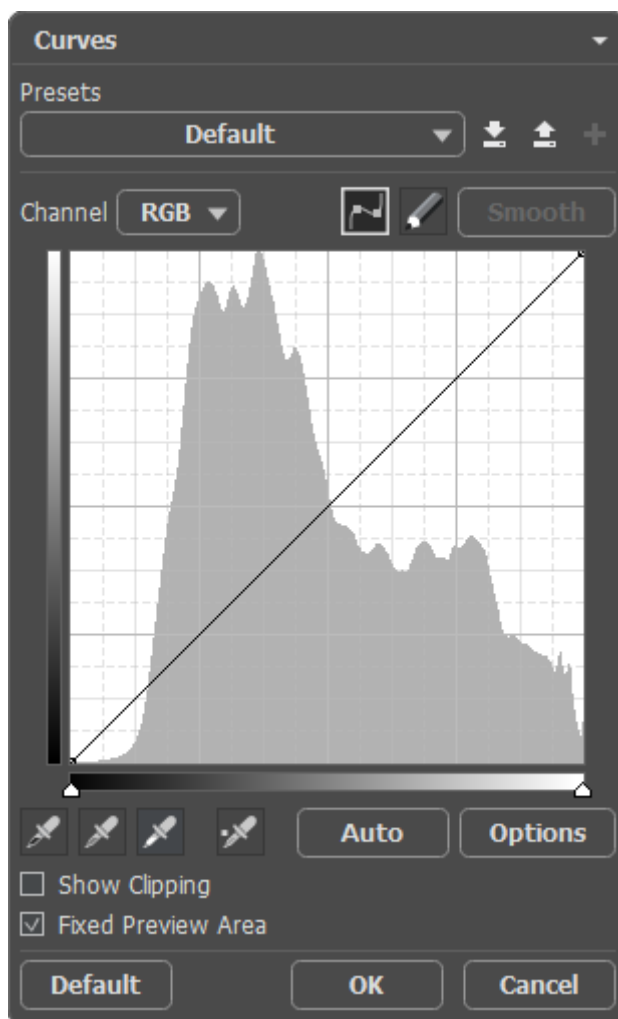 Curves
Presets
Default
Channel RGB Smooth
Auto Options
Show Clipping
Fixed Preview Area
Default OK Cancel